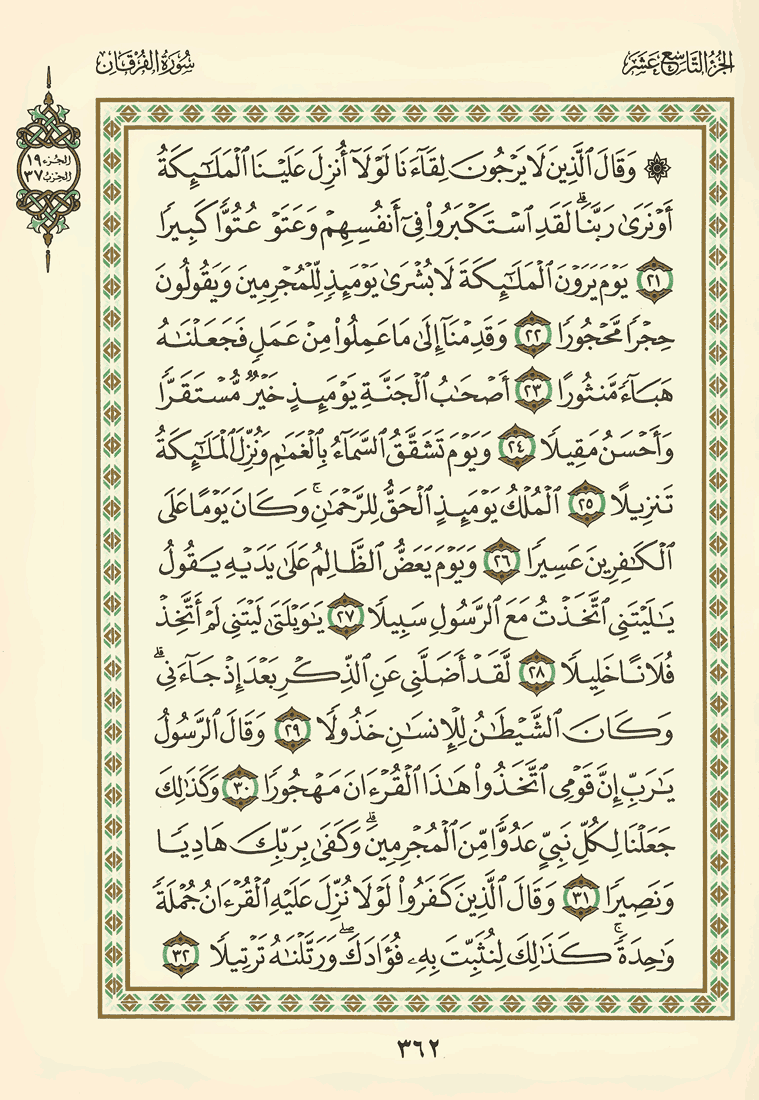 الجزء التاسع عشر
سورة الفرقان
الجزء ١٩
الحزب ٣٧
۞ وَقَالَ ٱلَّذِينَ لَا يَرْجُونَ لِقَآءَنَا لَوْلَآ أُنزِلَ عَلَيْنَا ٱلْمَلَـٰٓئِكَةُ
أَوْ نَرَىٰ رَبَّنَا ۗ لَقَدِ ٱسْتَكْبَرُوا۟ فِىٓ أَنفُسِهِمْ وَعَتَوْ عُتُوًّا كَبِيرًا
٢١ يَوْمَ يَرَوْنَ ٱلْمَلَـٰٓئِكَةَ لَا بُشْرَىٰ يَوْمَئِذٍ لِّلْمُجْرِمِينَ وَيَقُولُونَ
حِجْرًا مَّحْجُورًا ٢٢ وَقَدِمْنَآ إِلَىٰ مَا عَمِلُوا۟ مِنْ عَمَلٍ فَجَعَلْنَـٰهُ
هَبَآءً مَّنثُورًا ٢٣ أَصْحَـٰبُ ٱلْجَنَّةِ يَوْمَئِذٍ خَيْرٌ مُّسْتَقَرًّا
وَأَحْسَنُ مَقِيلًا ٢٤ وَيَوْمَ تَشَقَّقُ ٱلسَّمَآءُ بِٱلْغَمَـٰمِ وَنُزِّلَ ٱلْمَلَـٰٓئِكَةُ
تَنزِيلًا ٢٥ ٱلْمُلْكُ يَوْمَئِذٍ ٱلْحَقُّ لِلرَّحْمَـٰنِ ۚ وَكَانَ يَوْمًا عَلَى
ٱلْكَـٰفِرِينَ عَسِيرًا ٢٦ وَيَوْمَ يَعَضُّ ٱلظَّالِمُ عَلَىٰ يَدَيْهِ يَقُولُ
يَـٰلَيْتَنِى ٱتَّخَذْتُ مَعَ ٱلرَّسُولِ سَبِيلًا ٢٧ يَـٰوَيْلَتَىٰ لَيْتَنِى لَمْ أَتَّخِذْ
فُلَانًا خَلِيلًا ٢٨ لَّقَدْ أَضَلَّنِى عَنِ ٱلذِّكْرِ بَعْدَ إِذْ جَآءَنِى ۗ
وَكَانَ ٱلشَّيْطَـٰنُ لِلْإِنسَـٰنِ خَذُولًا ٢٩ وَقَالَ ٱلرَّسُولُ
يَـٰرَبِّ إِنَّ قَوْمِى ٱتَّخَذُوا۟ هَـٰذَا ٱلْقُرْءَانَ مَهْجُورًا ٣٠ وَكَذَٰلِكَ
جَعَلْنَا لِكُلِّ نَبِىٍّ عَدُوًّا مِّنَ ٱلْمُجْرِمِينَ ۗ وَكَفَىٰ بِرَبِّكَ هَادِيًا
وَنَصِيرًا ٣١ وَقَالَ ٱلَّذِينَ كَفَرُوا۟ لَوْلَا نُزِّلَ عَلَيْهِ ٱلْقُرْءَانُ جُمْلَةً
وَٰحِدَةً ۚ كَذَٰلِكَ لِنُثَبِّتَ بِهِۦ فُؤَادَكَ ۖ وَرَتَّلْنَـٰهُ تَرْتِيلًا ٣٢
٣٦٢